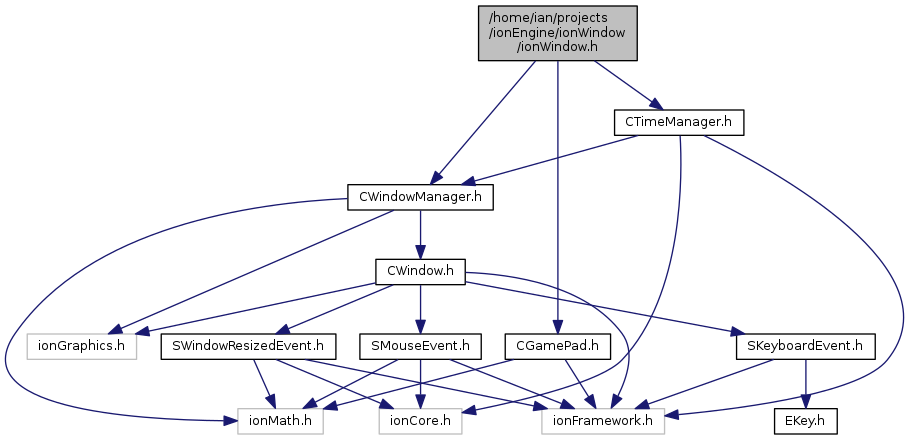 /home/ian/projects
/ionEngine/ionWindow
/ionWindow.h
CTimeManager.h
CWindowManager.h
CWindow.h
ionGraphics.h
SWindowResizedEvent.h
SMouseEvent.h
CGamePad.h
SKeyboardEvent.h
ionMath.h
ionCore.h
ionFramework.h
EKey.h